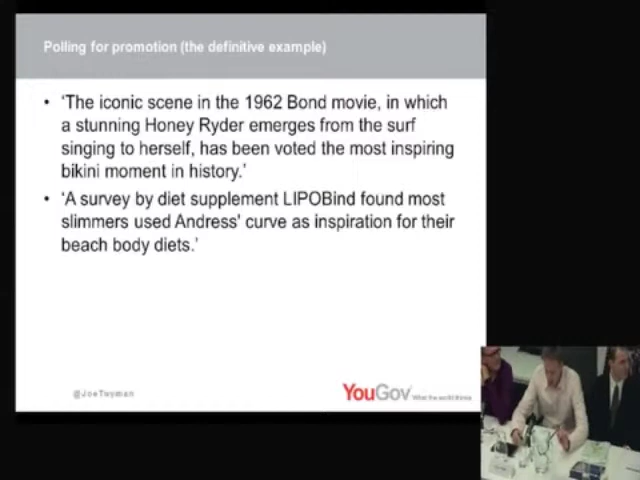 Polling for promotion (the definitive example)
• ‘The iconic scene in the 1962 Bond movie, in which
a stunning Honey Ryder emerges from the surf
singing to herself, has been voted the most inspiring
bikini moment in history.’
• ‘A survey by diet supplement LIPOBind found most
slimmers used Andress' curve as inspiration for their
beach body diets.’
@JoeTwyman
YouGov What the world thinks